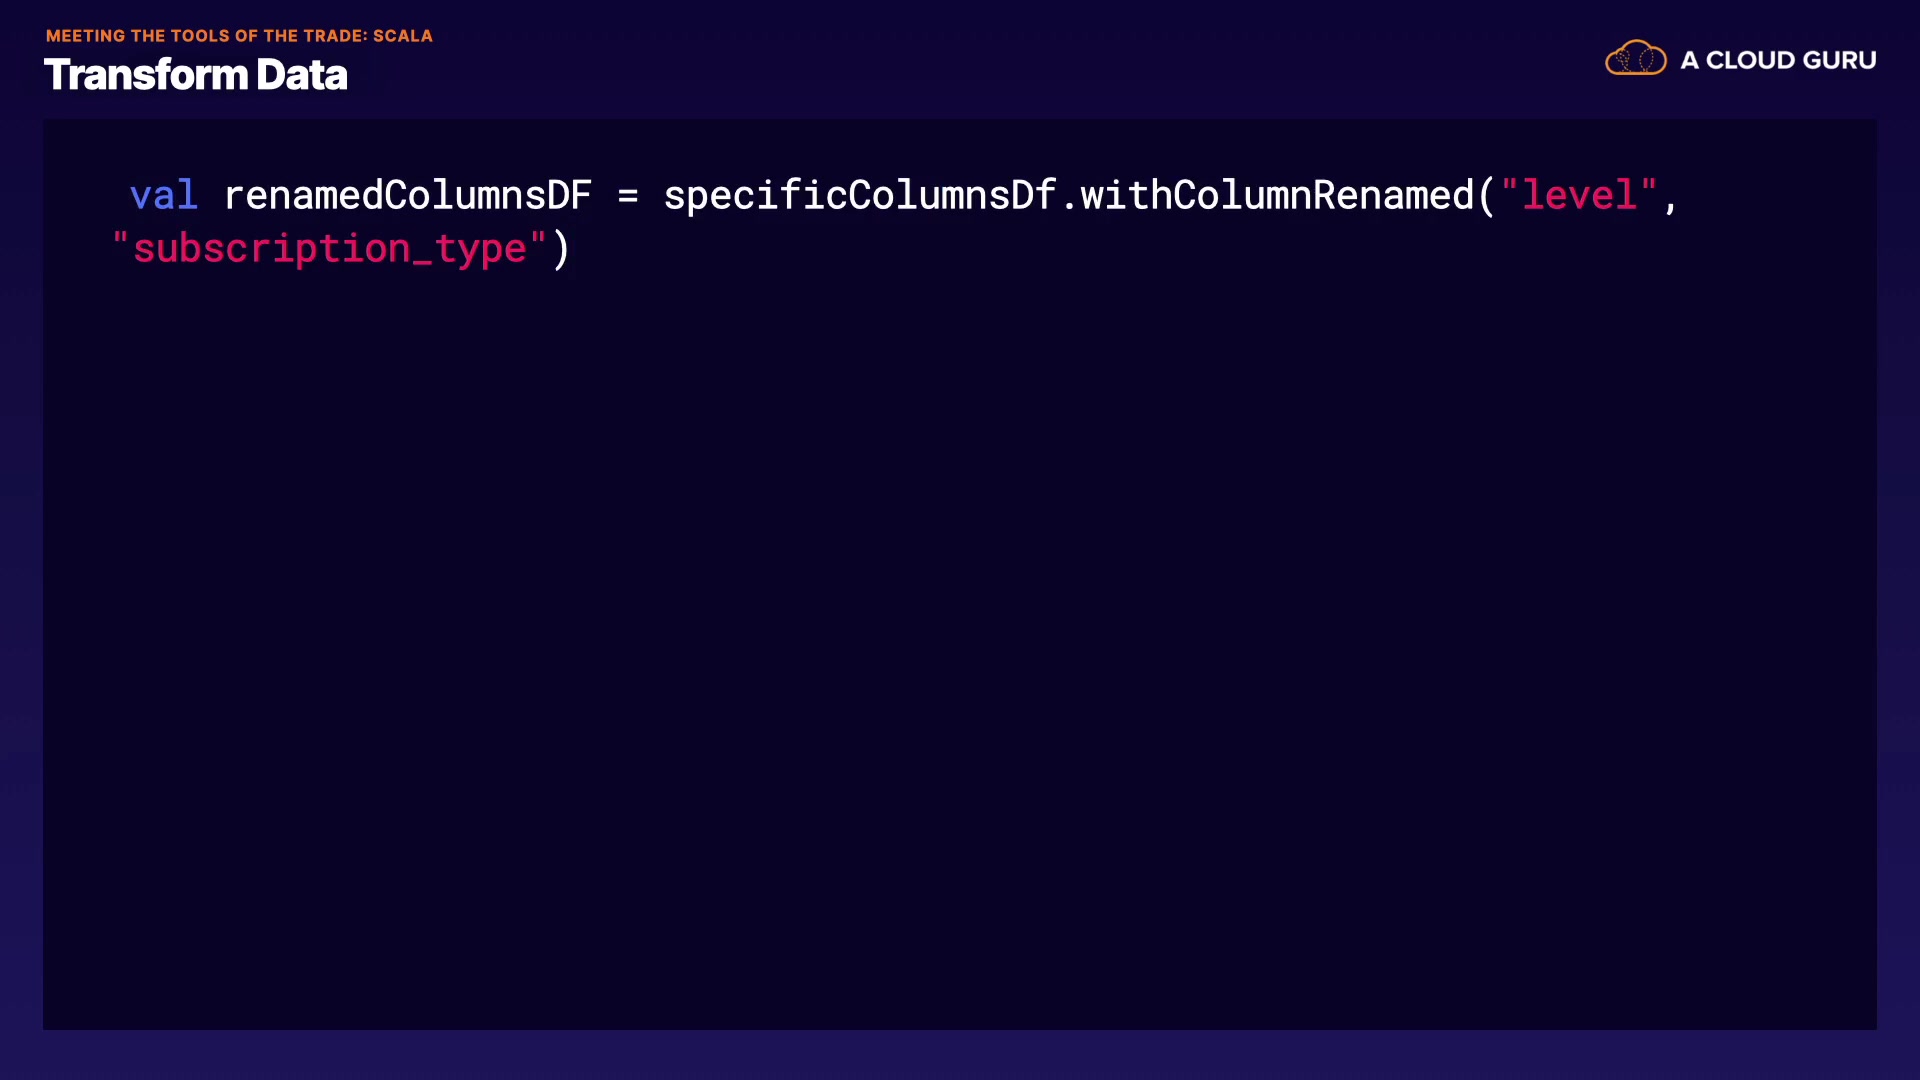 MEETING THE TOOLS OF THE TRADE: SCALA
Transform Data
A CLOUD GURU
val renamedColumnsDF = specificColumnsDf.withColumnRenamed("level",
"subscription_type")